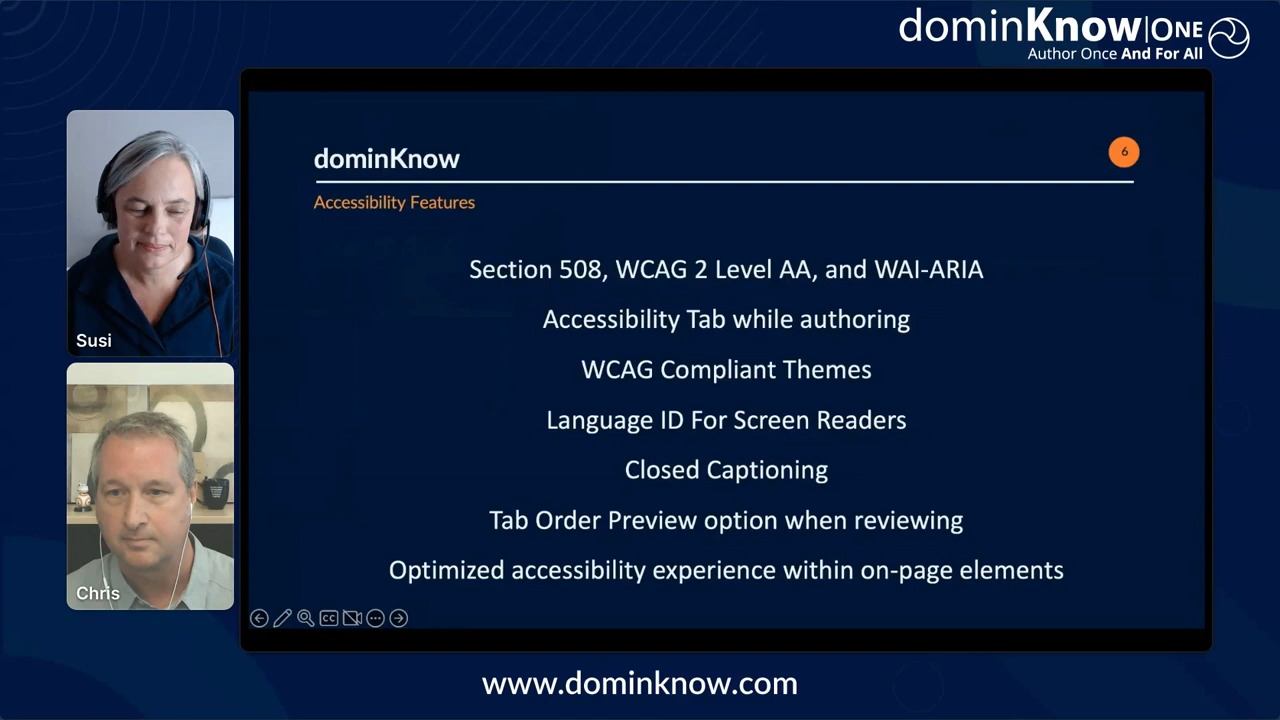 dominKnow|ONE
Author Once And For All
dominKnow
6
Accessibility Features
Section 508, WCAG 2 Level AA, and WAI-ARIA
Accessibility Tab while authoring
WCAG Compliant Themes
Language ID For Screen Readers
Closed Captioning
Tab Order Preview option when reviewing
Optimized accessibility experience within on-page elements
Susi
Chris
CC
www.dominknow.com